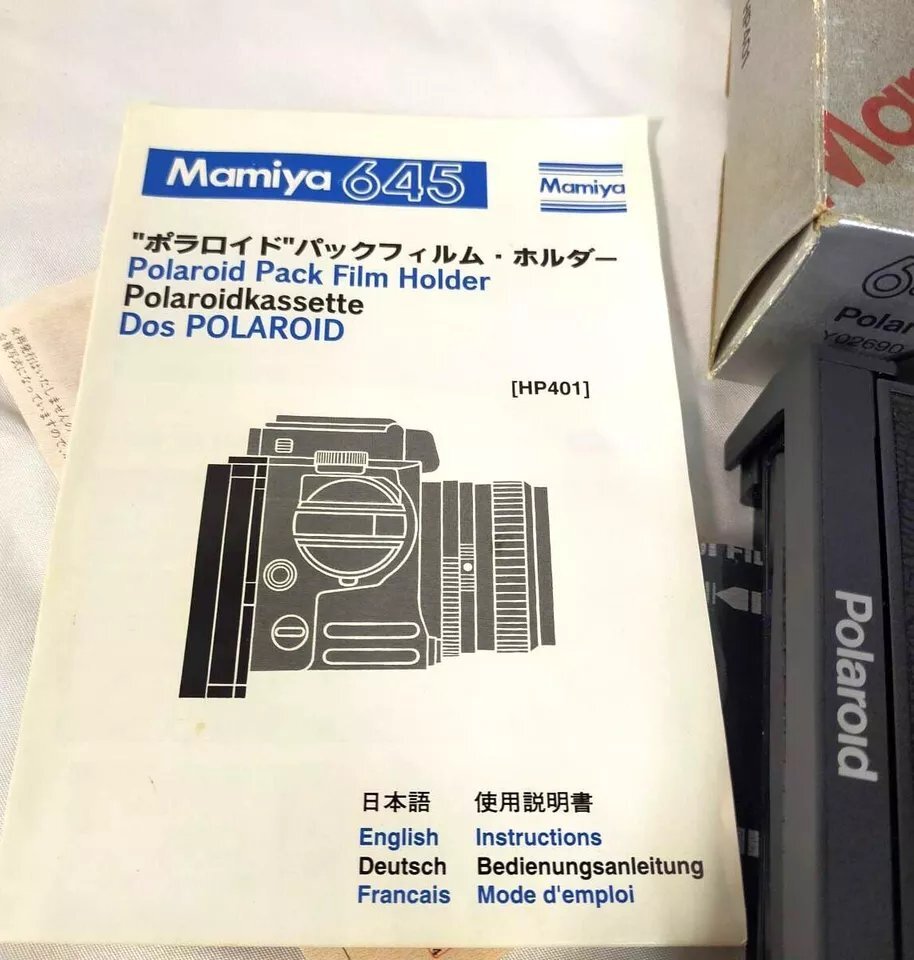 Mamiya 645
Mamiya
"ポラロイド"パックフィルム・ホルダー
Polaroid Pack Film Holder
Polaroidkassette
Dos POLAROID
[HP401]
日本語 使用説明書
English Instructions
Deutsch Bedienungsanleitung
Francais Mode d'emploi
HP401
Y02690
Polaroid